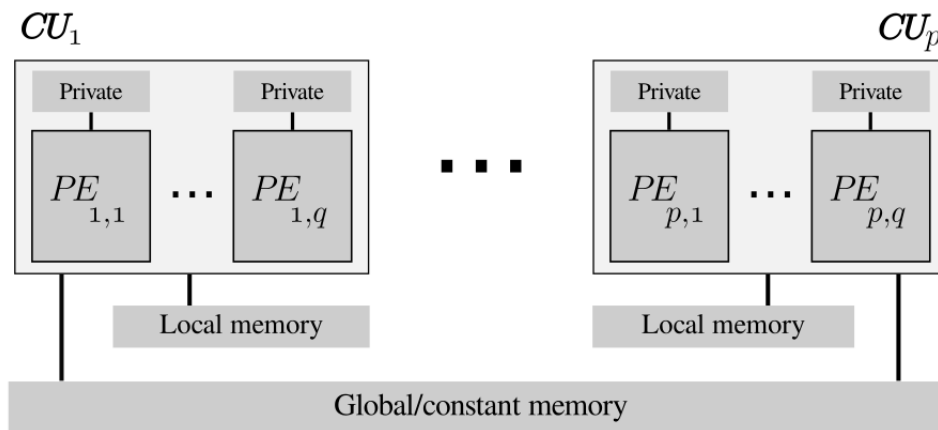 CU₁ CUₚ
Private Private Private Private
PE₁,₁ ... PE₁,q ... PEₚ,₁ ... PEₚ,q
Local memory Local memory
Global/constant memory